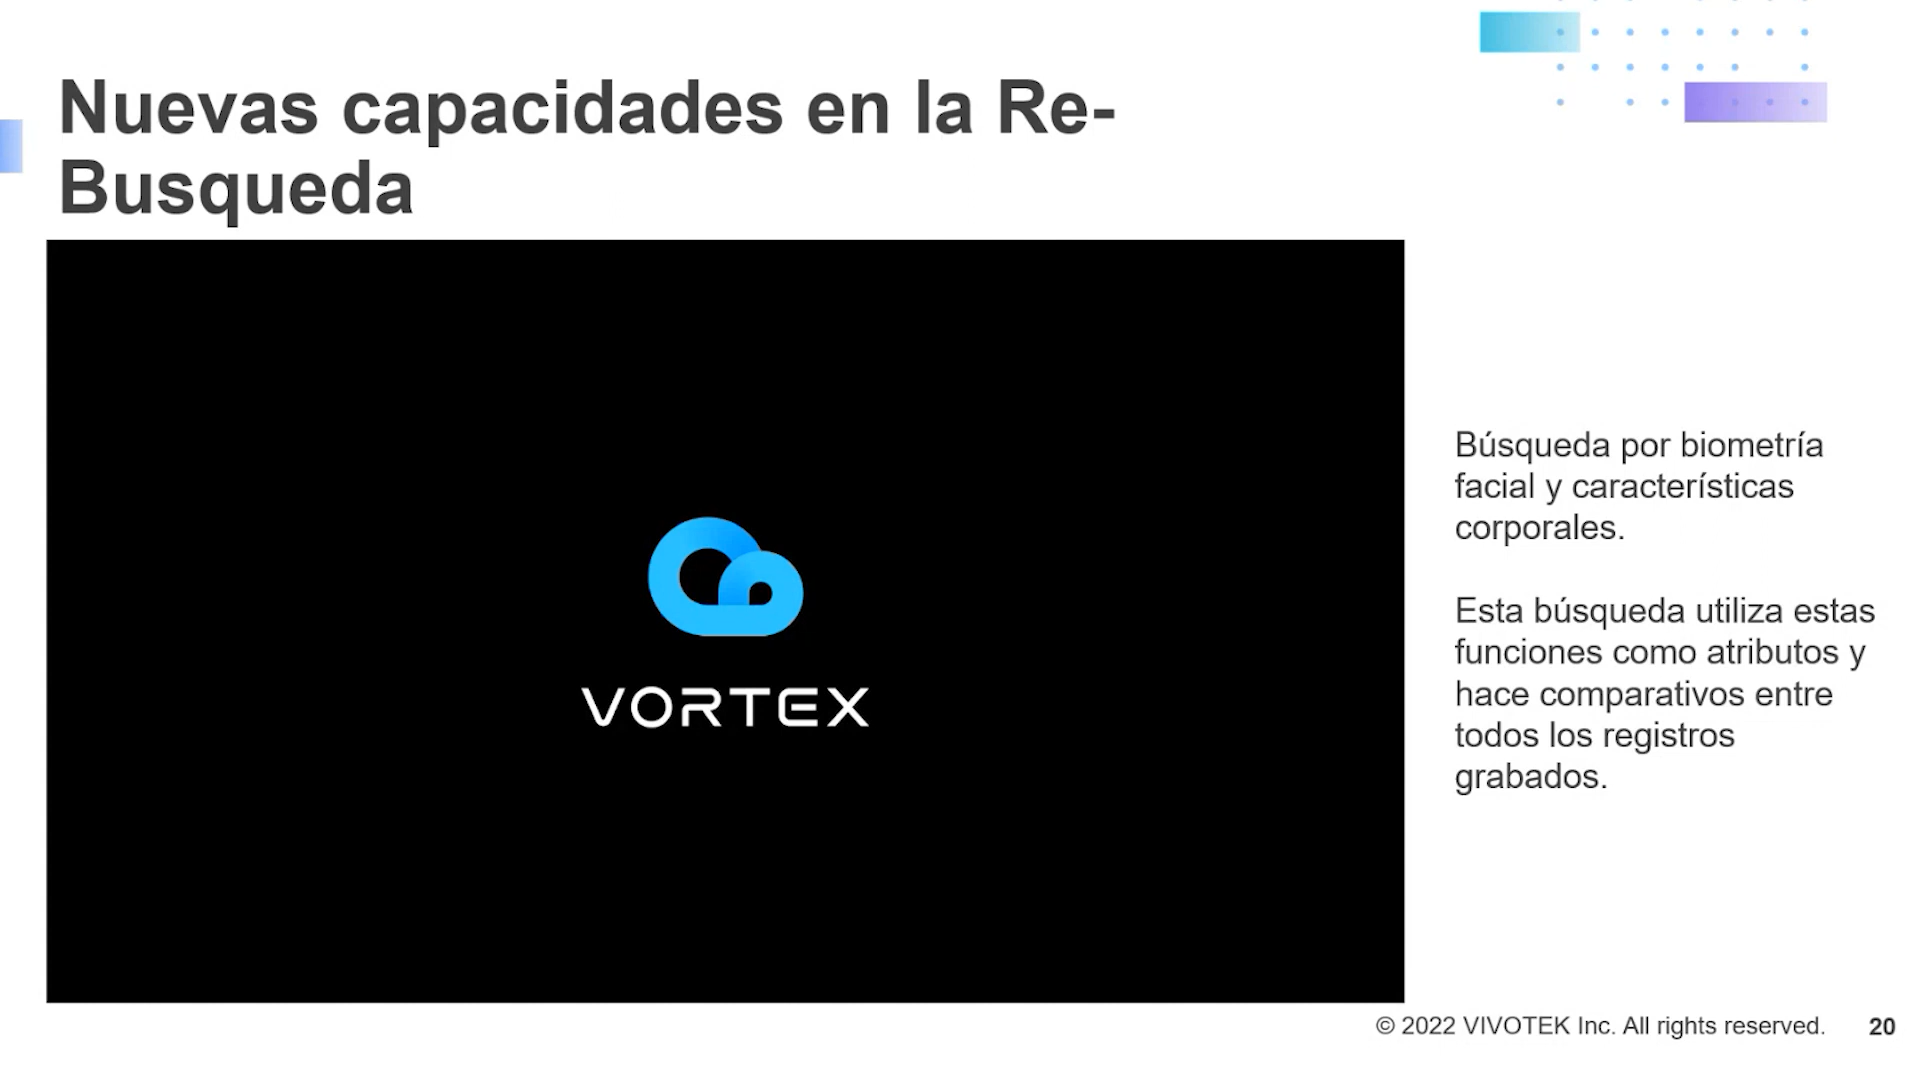 Nuevas capacidades en la Re-
Busqueda
VORTEX
Búsqueda por biometría
facial y características
corporales.
Esta búsqueda utiliza estas
funciones como atributos y
hace comparativos entre
todos los registros
grabados.
© 2022 VIVOTEK Inc. All rights reserved. 20